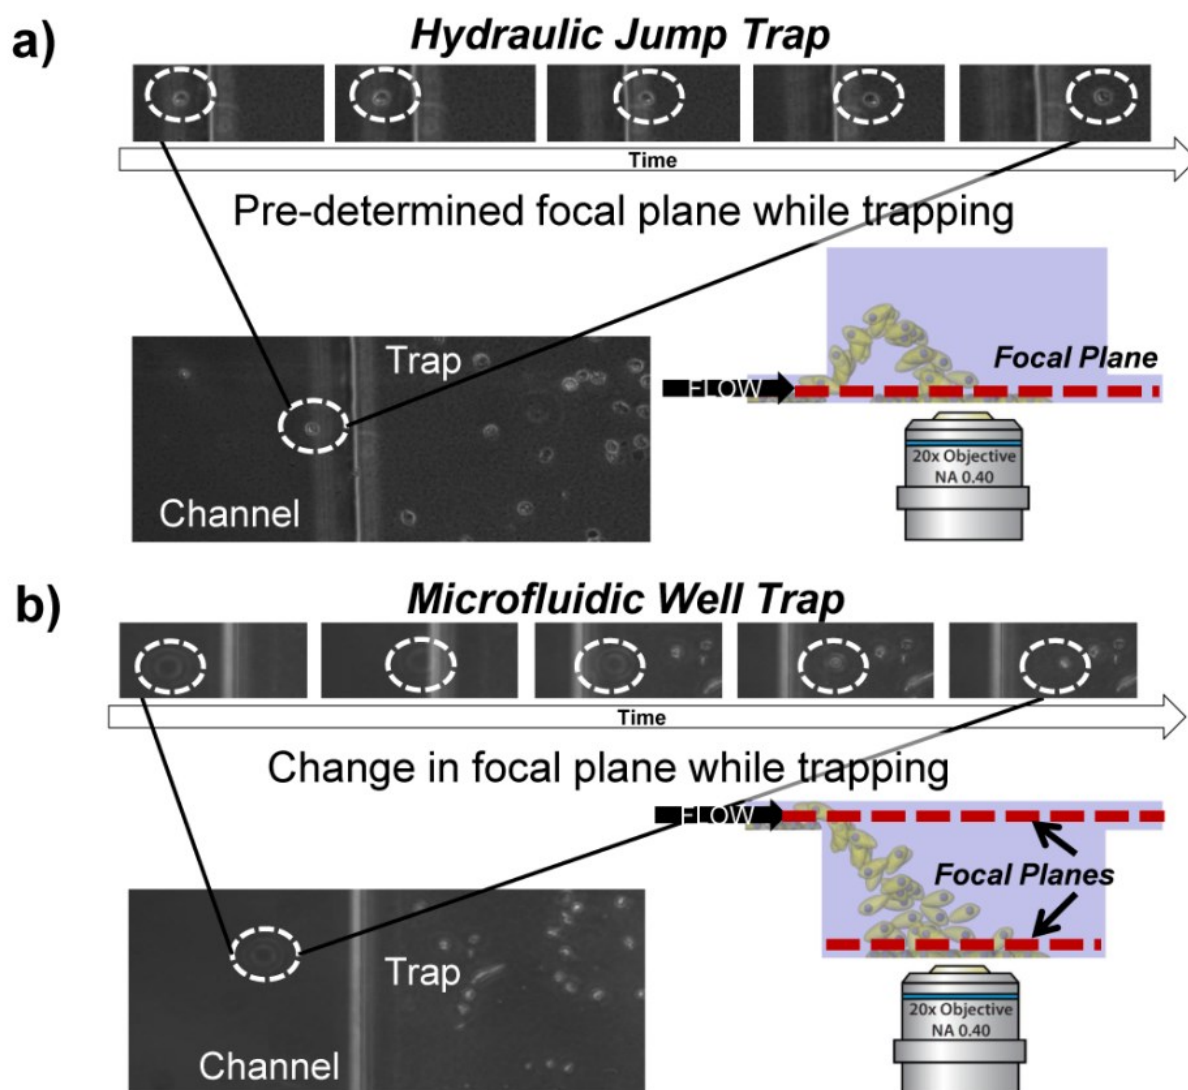 a)
Hydraulic Jump Trap
Time
Pre-determined focal plane while trapping
Trap
Channel
Focal Plane
FLOW
20x Objective
NA 0.40
b)
Microfluidic Well Trap
Time
Change in focal plane while trapping
FLOW
Focal Planes
Trap
Channel
20x Objective
NA 0.40